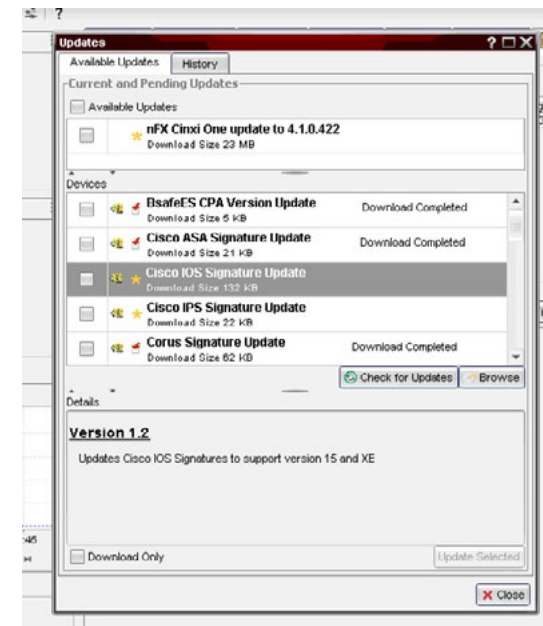 ?
Updates
Available Updates History
Current and Pending Updates
Available Updates
nFX Cinxi One update to 4.1.0.422
Download Size 23 MB
Devices
BsafeES CPA Version Update Download Completed
Download Size 5 KB
Cisco ASA Signature Update Download Completed
Download Size 21 KB
Cisco IOS Signature Update
Download Size 132 KB
Cisco IPS Signature Update
Download Size 22 KB
Corus Signature Update Download Completed
Download Size 62 KB
Check for Updates Browse
Details
Version 1.2
Updates Cisco IOS Signatures to support version 15 and XE
Download Only Update Selected
Close